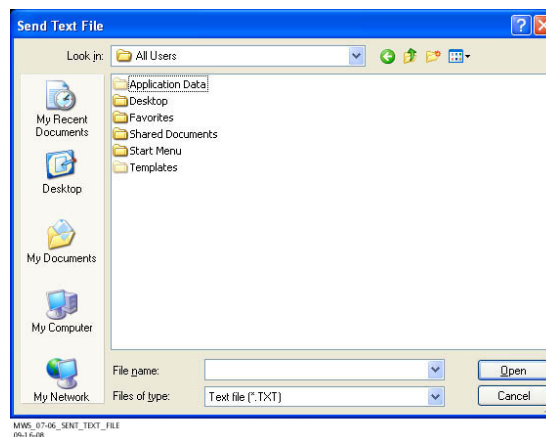 Send Text File
Look in:
All Users
My Recent
Documents
Desktop
My Documents
My Computer
My Network
Application Data
Desktop
Favorites
Shared Documents
Start Menu
Templates
File name:
Open
Files of type:
Text file (*.TXT)
Cancel
MWS_07-06_SENT_TEXT_FILE
09-16-08